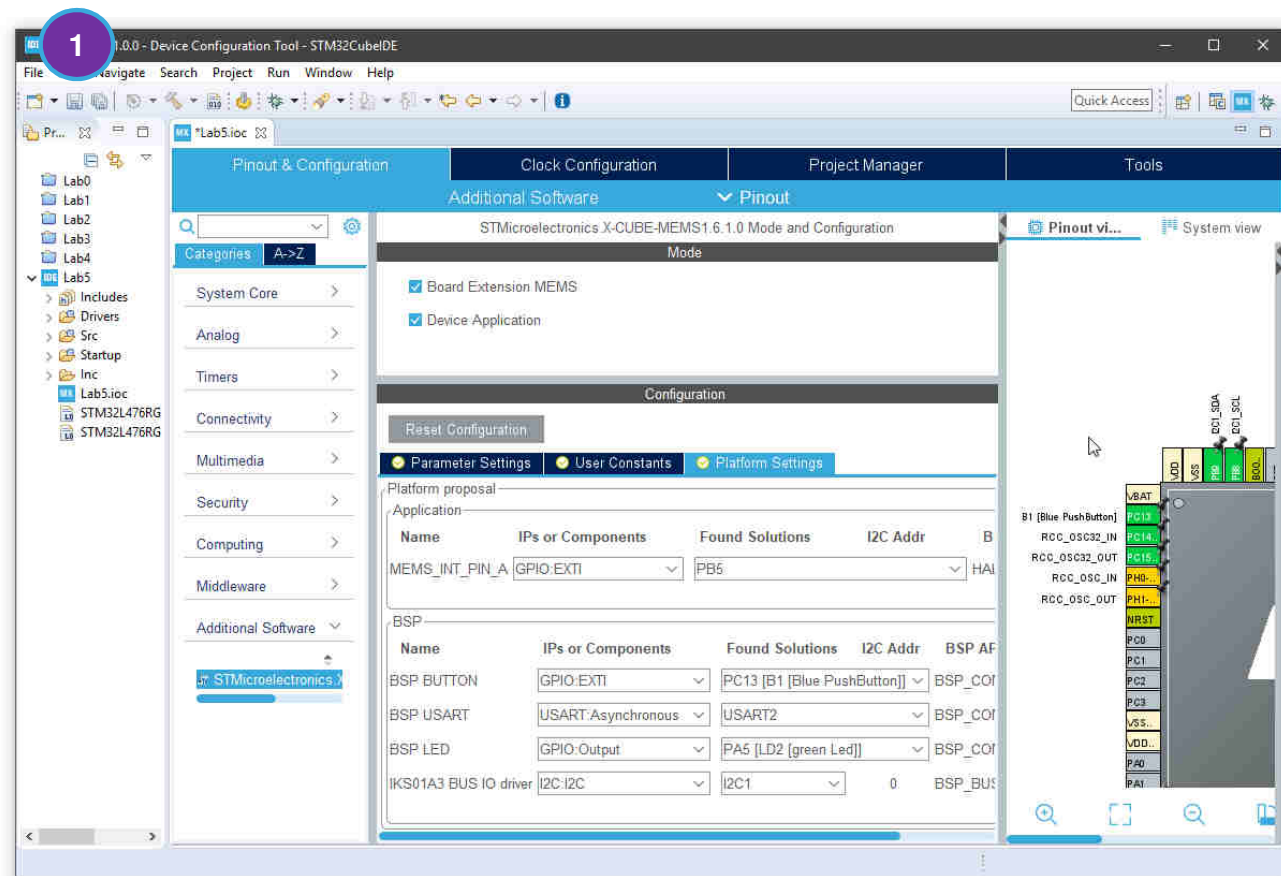 1
1.0.0 - Device Configuration Tool - STM32CubeIDE
File Navigate Search Project Run Window Help
Quick Access
Pr...
*Lab5.ioc
Lab0
Lab1
Lab2
Lab3
Lab4
Lab5
Includes
Drivers
Src
Startup
Inc
Lab5.ioc
STM32L476RG
STM32L476RG
Pinout & Configuration
Clock Configuration
Project Manager
Tools
Additional Software
Pinout
Categories A->Z
System Core
Analog
Timers
Connectivity
Multimedia
Security
Computing
Middleware
Additional Software
STMicroelectronics.X
STMicroelectronics.X-CUBE-MEMS1.6.1.0 Mode and Configuration
Mode
Board Extension MEMS
Device Application
Configuration
Reset Configuration
Parameter Settings User Constants Platform Settings
Platform proposal
Application
Name IPs or Components Found Solutions I2C Addr B
MEMS_INT_PIN_A GPIO:EXTI PB5 HAL
BSP
Name IPs or Components Found Solutions I2C Addr BSP AP
BSP BUTTON GPIO:EXTI PC13 [B1 [Blue PushButton]] BSP_COM
BSP USART USART:Asynchronous USART2 BSP_COM
BSP LED GPIO:Output PA5 [LD2 [green Led]] BSP_COM
IKS01A3 BUS IO driver I2C:I2C I2C1 0 BSP_BUS
Pinout vi...
System view
I2C1_SDA
I2C1_SCL
VDD
VSS
PB9
PB8
BOO..
VBAT
B1 [Blue PushButton] PC13
RCC_OSC32_IN PC14..
RCC_OSC32_OUT PC15..
RCC_OSC_IN PH0-..
RCC_OSC_OUT PH1-..
NRST
PC0
PC1
PC2
PC3
VSS..
VDD..
PA0
PA1